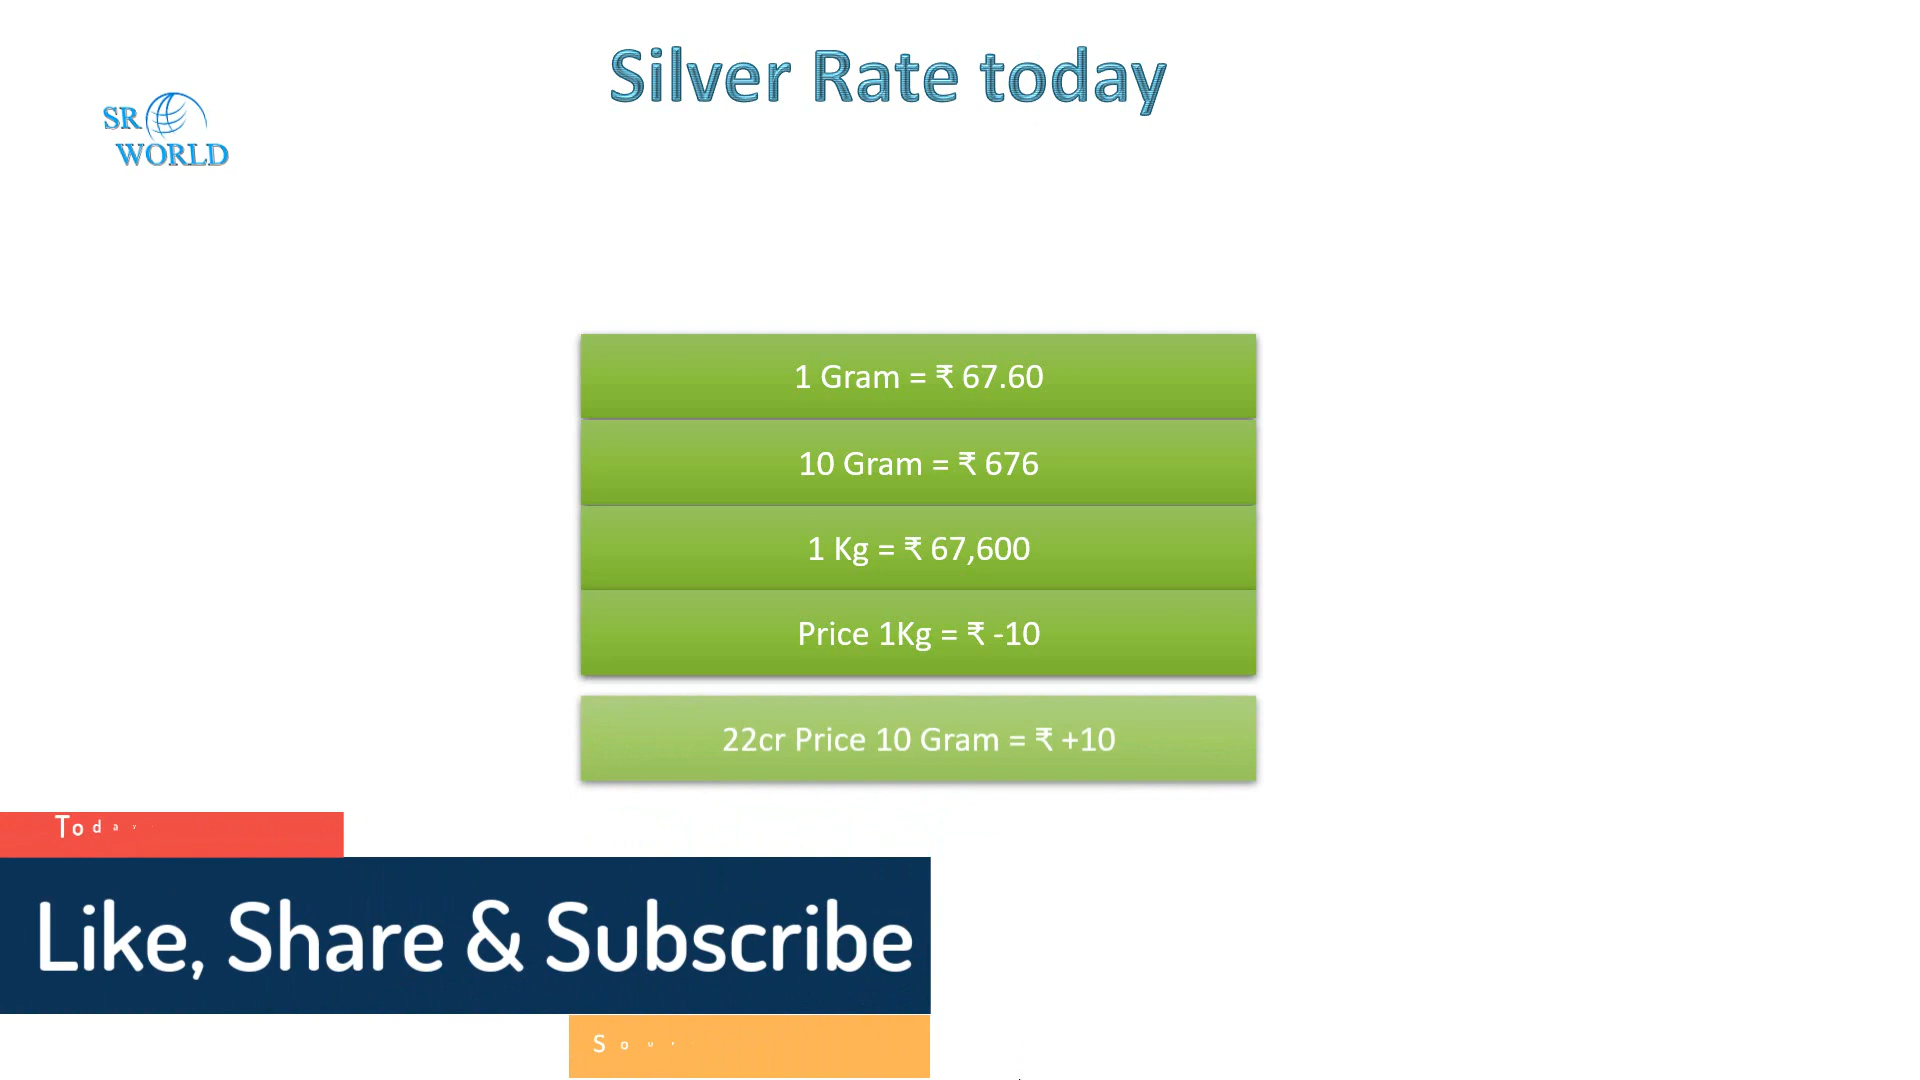 Silver Rate today
SR
WORLD
1 Gram = ₹ 67.60
10 Gram = ₹ 676
1 Kg = ₹ 67,600
Price 1Kg = ₹ -10
22cr Price 10 Gram = ₹ +10
Today
Like, Share & Subscribe